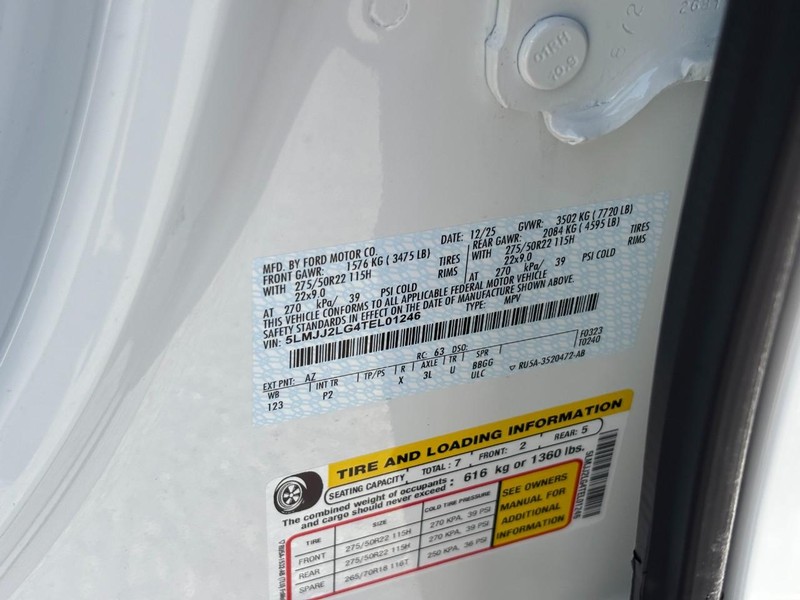 MFD. BY FORD MOTOR CO.
DATE: 12/25 GVWR: 3502 KG ( 7720 LB)
FRONT GAWR: 1576 KG ( 3475 LB) REAR GAWR: 2084 KG ( 4595 LB)
WITH 275/50R22 115H TIRES WITH 275/50R22 115H TIRES
22x9.0 RIMS 22x9.0 RIMS
AT 270 kPa/ 39 PSI COLD AT 270 kPa/ 39 PSI COLD
THIS VEHICLE CONFORMS TO ALL APPLICABLE FEDERAL MOTOR VEHICLE
SAFETY STANDARDS IN EFFECT ON THE DATE OF MANUFACTURE SHOWN ABOVE.
VIN: 5LMJJ2LG4TEL01246 TYPE: MPV
F0323
T0240
EXT PNT: AZ RC: 63 DSO:
WB INT TR TP/PS R AXLE TR SPR
123 P2 X 3L U BBGG
ULC ▽ RU5A-3520472-AB
TIRE AND LOADING INFORMATION
SEATING CAPACITY, TOTAL: 7 FRONT: 2 REAR: 5
The combined weight of occupants and cargo should never exceed: 616 kg or 1360 lbs.
TIRE SIZE COLD TIRE PRESSURE
FRONT 275/50R22 115H 270 KPA, 39 PSI
REAR 275/50R22 115H 270 KPA, 39 PSI
SPARE 265/70R18 116T 250 KPA, 36 PSI
SEE OWNERS
MANUAL FOR
ADDITIONAL
INFORMATION